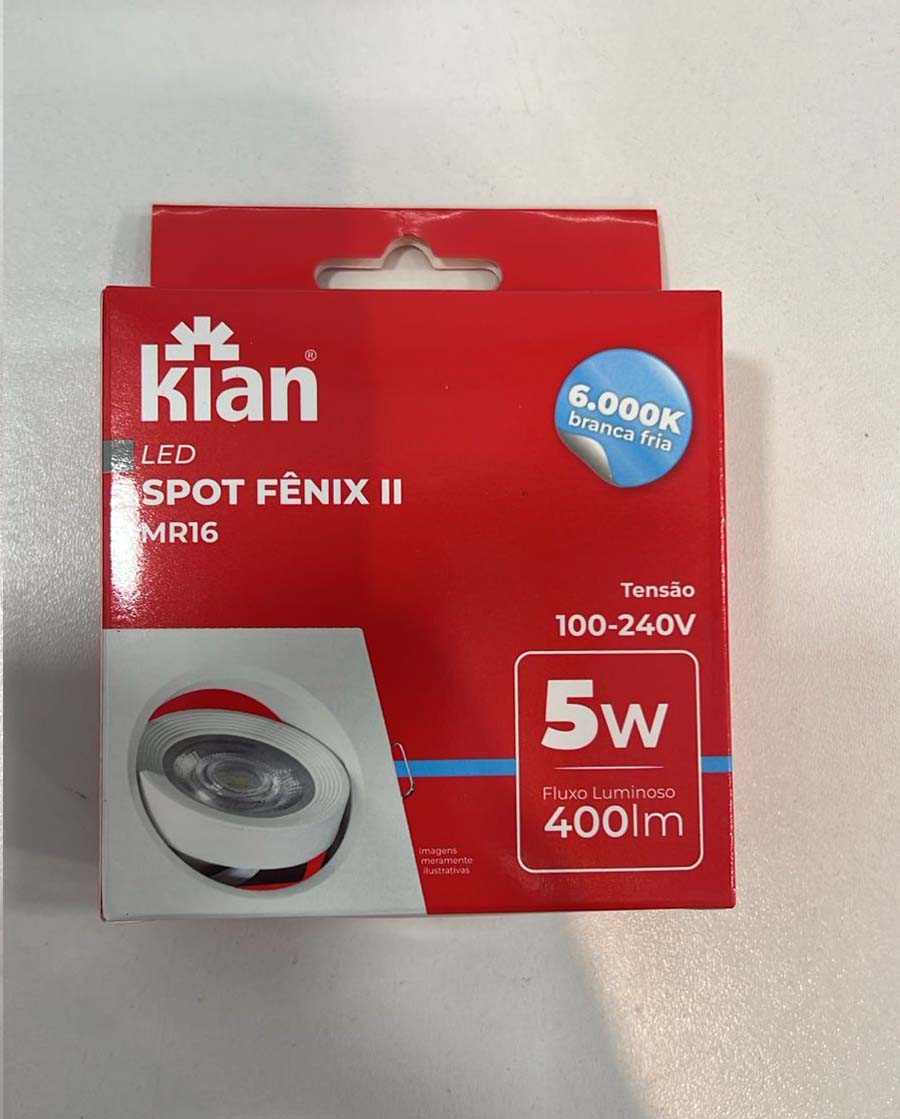 kian®
LED
SPOT FÊNIX II
MR16
6.000K
branca fria
Tensão
100-240V
5W
Fluxo Luminoso
400lm
Imagens
meramente
ilustrativas